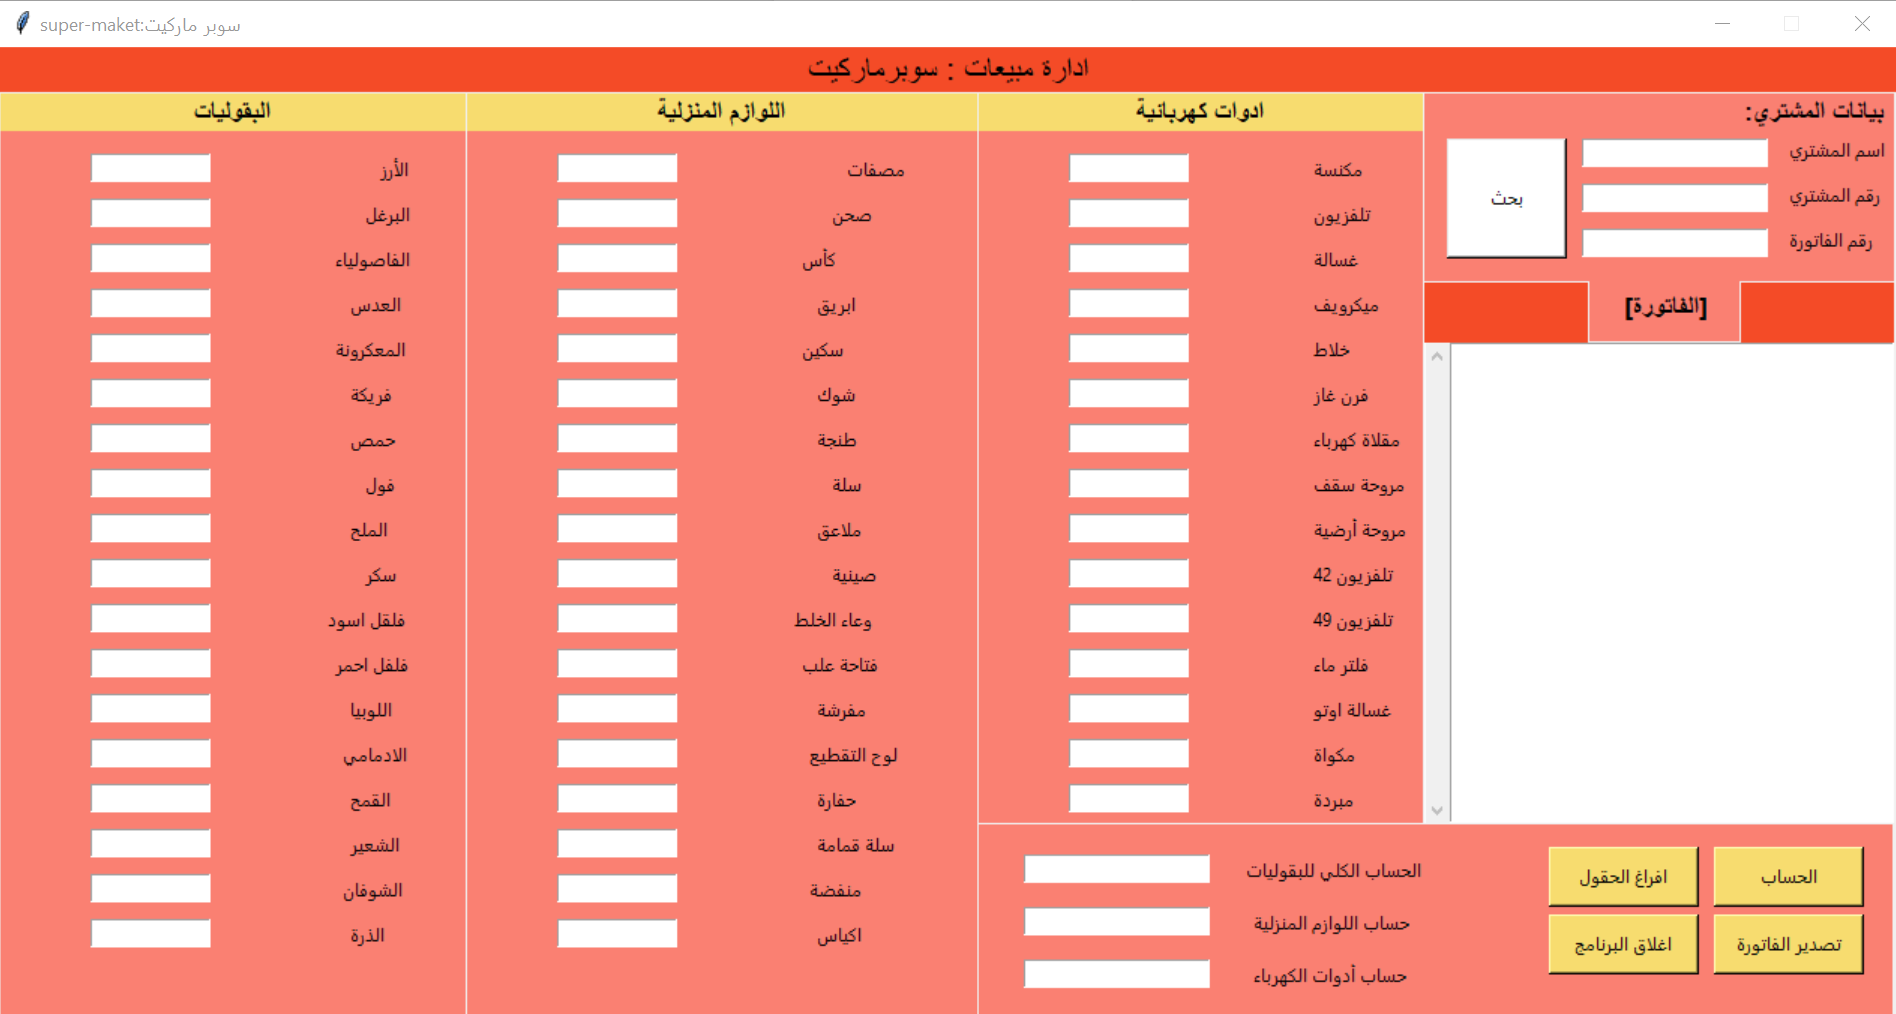 super-maket:سوبر ماركيت
ادارة مبيعات : سوبرماركيت
بيانات المشتري:
اسم المشتري
رقم المشتري
رقم الفاتورة
بحث
[الفاتورة]
ادوات كهربائية
مكنسة
تلفزيون
غسالة
ميكرويف
خلاط
فرن غاز
مقلاة كهرباء
مروحة سقف
مروحة أرضية
تلفزيون 42
تلفزيون 49
فلتر ماء
غسالة اوتو
مكواة
مبردة
اللوازم المنزلية
مصفات
صحن
كأس
ابريق
سكين
شوك
طنجة
سلة
ملاعق
صينية
وعاء الخلط
فتاحة علب
مفرشة
لوح التقطيع
حفارة
سلة قمامة
منفضة
اكياس
البقوليات
الأرز
البرغل
الفاصولياء
العدس
المعكرونة
فريكة
حمص
فول
الملح
سكر
فلقل اسود
فلفل احمر
اللوبيا
الادمامي
القمح
الشعير
الشوفان
الذرة
الحساب
افراغ الحقول
تصدير الفاتورة
اغلاق البرنامج
الحساب الكلي للبقوليات
حساب اللوازم المنزلية
حساب أدوات الكهرباء